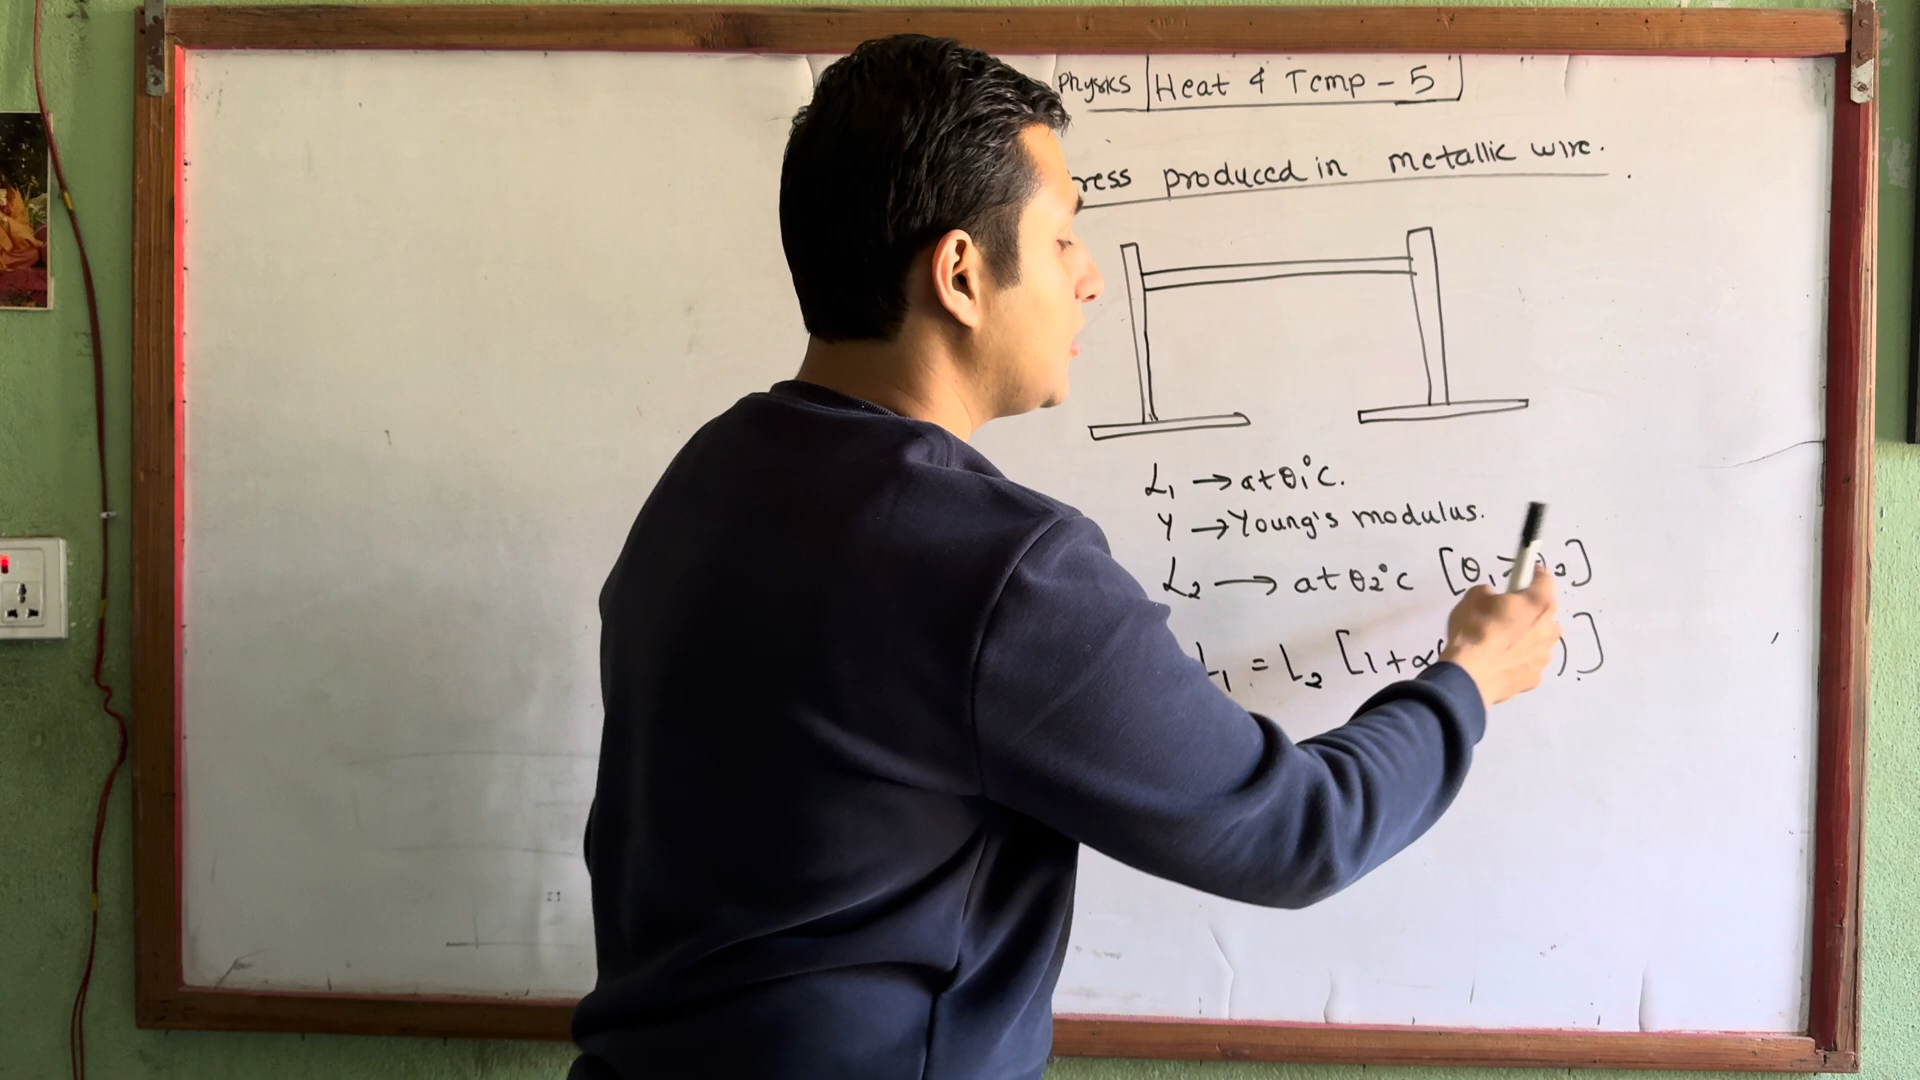 Physics Heat & Temp - 5
ress produced in metallic wire.
L₁ → at θ₁°C.
Y → Young's modulus.
L₂ → at θ₂°C [θ₁ > θ₂]
L₁ = L₂ [1+α( )]